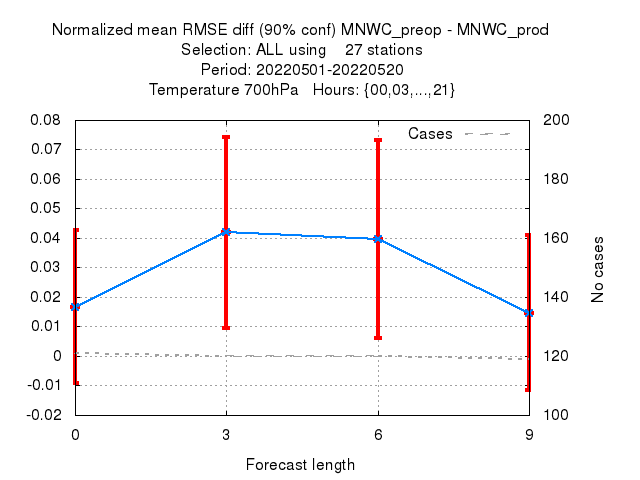 Normalized mean RMSE diff (90% conf) MNWC_preop - MNWC_prod
Selection: ALL using    27 stations
Period: 20220501-20220520
Temperature 700hPa   Hours: {00,03,...,21}
Cases
0.08
0.07
0.06
0.05
0.04
0.03
0.02
0.01
0
-0.01
-0.02
200
180
160
140
120
100
No cases
0 3 6 9
Forecast length